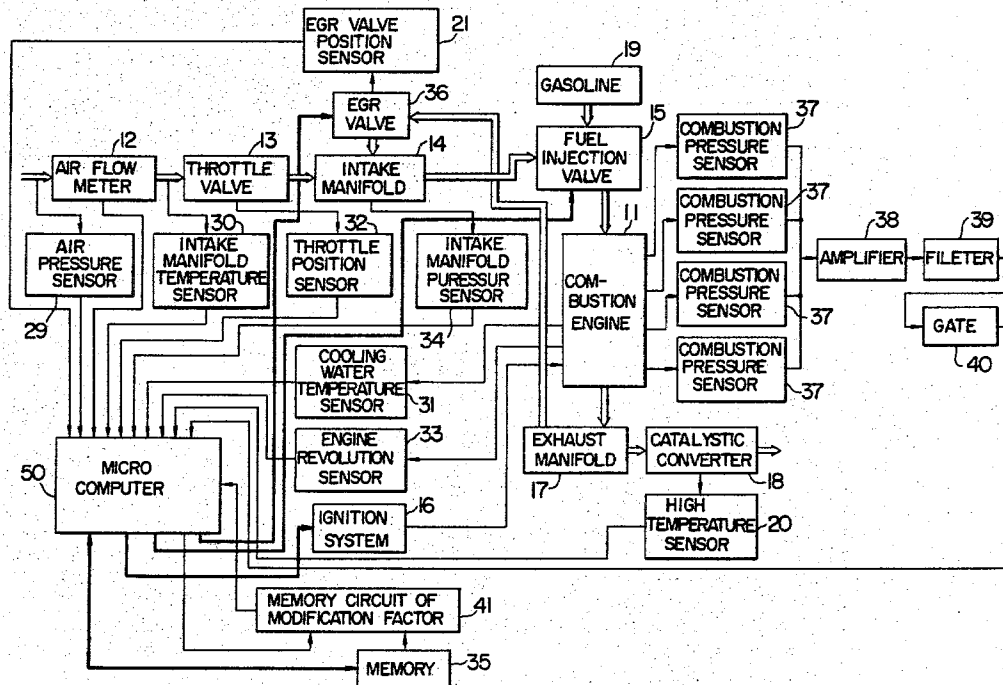 EGR VALVE
POSITION
SENSOR
21
19
GASOLINE
EGR
VALVE
36
15
FUEL
INJECTION
VALVE
37
COMBUSTION
PRESSURE
SENSOR
12
AIR FLOW
METER
13
THROTTLE
VALVE
14
INTAKE
MANIFOLD
37
COMBUSTION
PRESSURE
SENSOR
AIR
PRESSURE
SENSOR
29
30
INTAKE
MANIFOLD
TEMPERATURE
SENSOR
32
THROTTLE
POSITION
SENSOR
INTAKE
MANIFOLD
PURESSUR
SENSOR
34
11
COM-
BUSTION
ENGINE
COMBUSTION
PRESSURE
SENSOR
37
38
AMPLIFIER
39
FILETER
GATE
40
COMBUSTION
PRESSURE
SENSOR
37
COOLING
WATER
TEMPERATURE
SENSOR
31
ENGINE
REVOLUTION
SENSOR
33
EXHAUST
MANIFOLD
17
CATALYSTIC
CONVERTER
18
MICRO
COMPUTER
50
IGNITION
SYSTEM
16
HIGH
TEMPERATURE
SENSOR
20
MEMORY CIRCUIT OF
MODIFICATION FACTOR
41
MEMORY
35